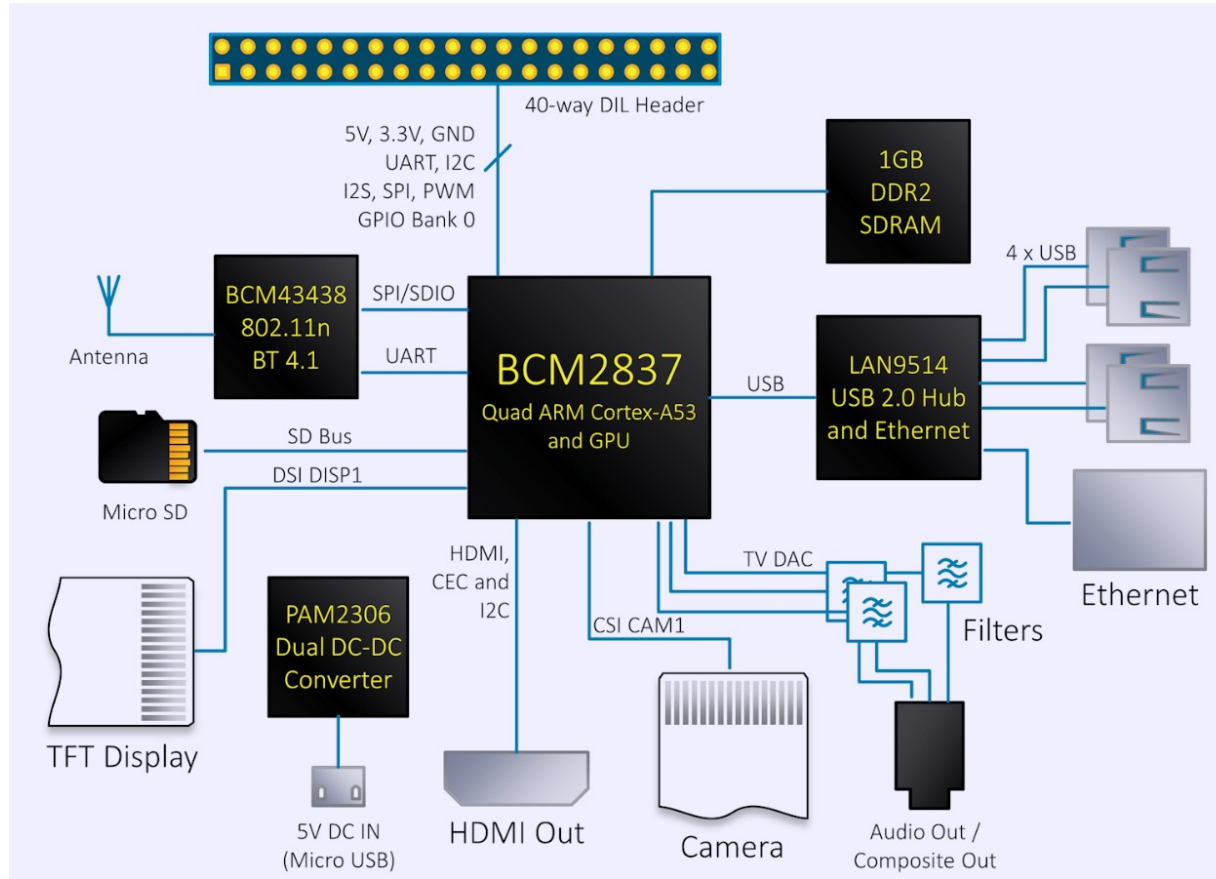 40-way DIL Header
5V, 3.3V, GND
UART, I2C
I2S, SPI, PWM
GPIO Bank 0
1GB
DDR2
SDRAM
4 x USB
BCM43438
802.11n
BT 4.1
SPI/SDIO
UART
Antenna
BCM2837
Quad ARM Cortex-A53
and GPU
USB
LAN9514
USB 2.0 Hub
and Ethernet
SD Bus
DSI DISP1
Micro SD
HDMI,
CEC and
I2C
TV DAC
CSI CAM1
Filters
Ethernet
PAM2306
Dual DC-DC
Converter
TFT Display
5V DC IN
(Micro USB)
HDMI Out
Camera
Audio Out /
Composite Out